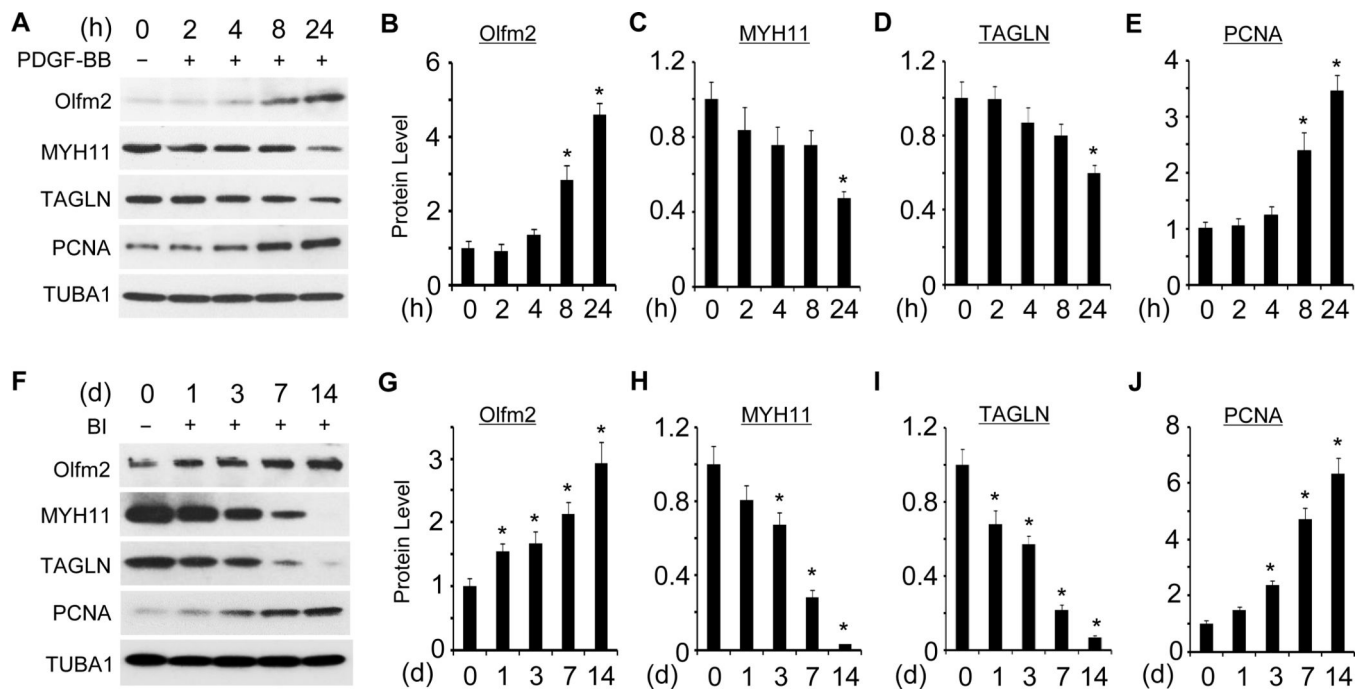 A (h) 0 2 4 8 24
PDGF-BB – + + + +
Olfm2
MYH11
TAGLN
PCNA
TUBA1
B Olfm2
Protein Level
6
4
2
0
(h) 0 2 4 8 24
*
*
C MYH11
1.2
0.8
0.4
0
(h) 0 2 4 8 24
*
D TAGLN
1.2
0.8
0.4
0
(h) 0 2 4 8 24
*
E PCNA
4
3
2
1
0
(h) 0 2 4 8 24
*
*
F (d) 0 1 3 7 14
BI – + + + +
Olfm2
MYH11
TAGLN
PCNA
TUBA1
G Olfm2
Protein Level
3
2
1
0
(d) 0 1 3 7 14
* * * *
H MYH11
1.2
0.8
0.4
0
(d) 0 1 3 7 14
* * *
I TAGLN
1.2
0.8
0.4
0
(d) 0 1 3 7 14
* * * *
J PCNA
8
6
4
2
0
(d) 0 1 3 7 14
* * *